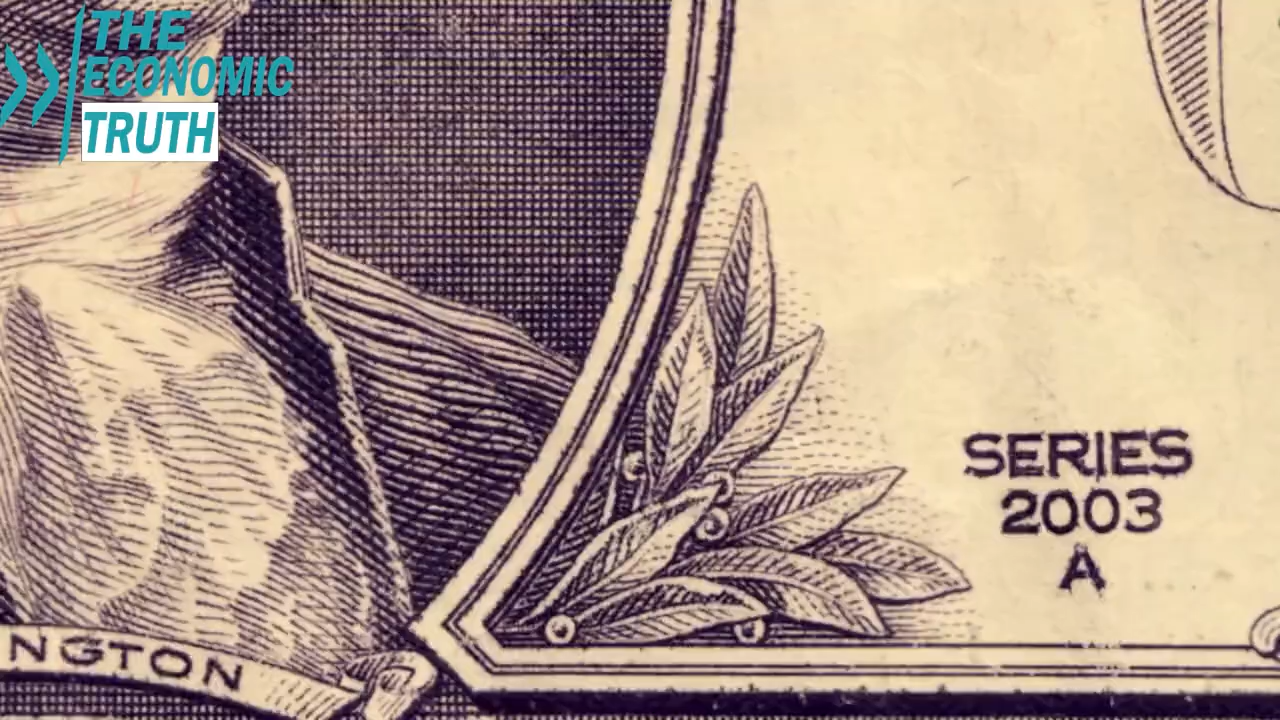 THE
ECONOMIC
TRUTH
SERIES
2003
A
NGTON